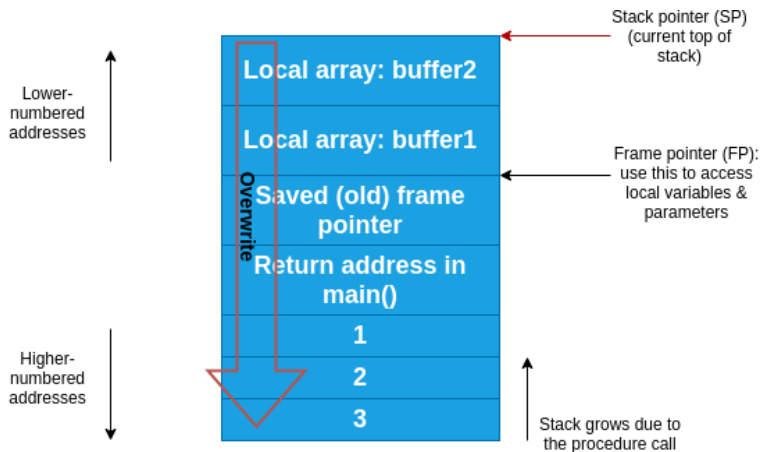 Stack pointer (SP)
(current top of
stack)
Local array: buffer2
Lower-
numbered
addresses
Local array: buffer1
Frame pointer (FP):
use this to access
local variables &
parameters
Overwrite
Saved (old) frame
pointer
Return address in
main()
1
Higher-
numbered
addresses
2
3
Stack grows due to
the procedure call